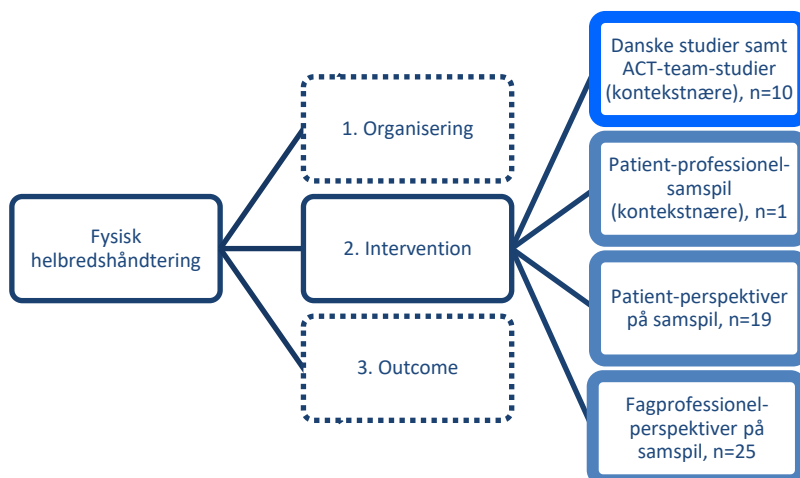 Fysisk
helbredshåndtering
1. Organisering
2. Intervention
3. Outcome
Danske studier samt
ACT-team-studier
(kontekstnære), n=10
Patient-professionel-
samspil
(kontekstnære), n=1
Patient-perspektiver
på samspil, n=19
Fagprofessionel-
perspektiver på
samspil, n=25